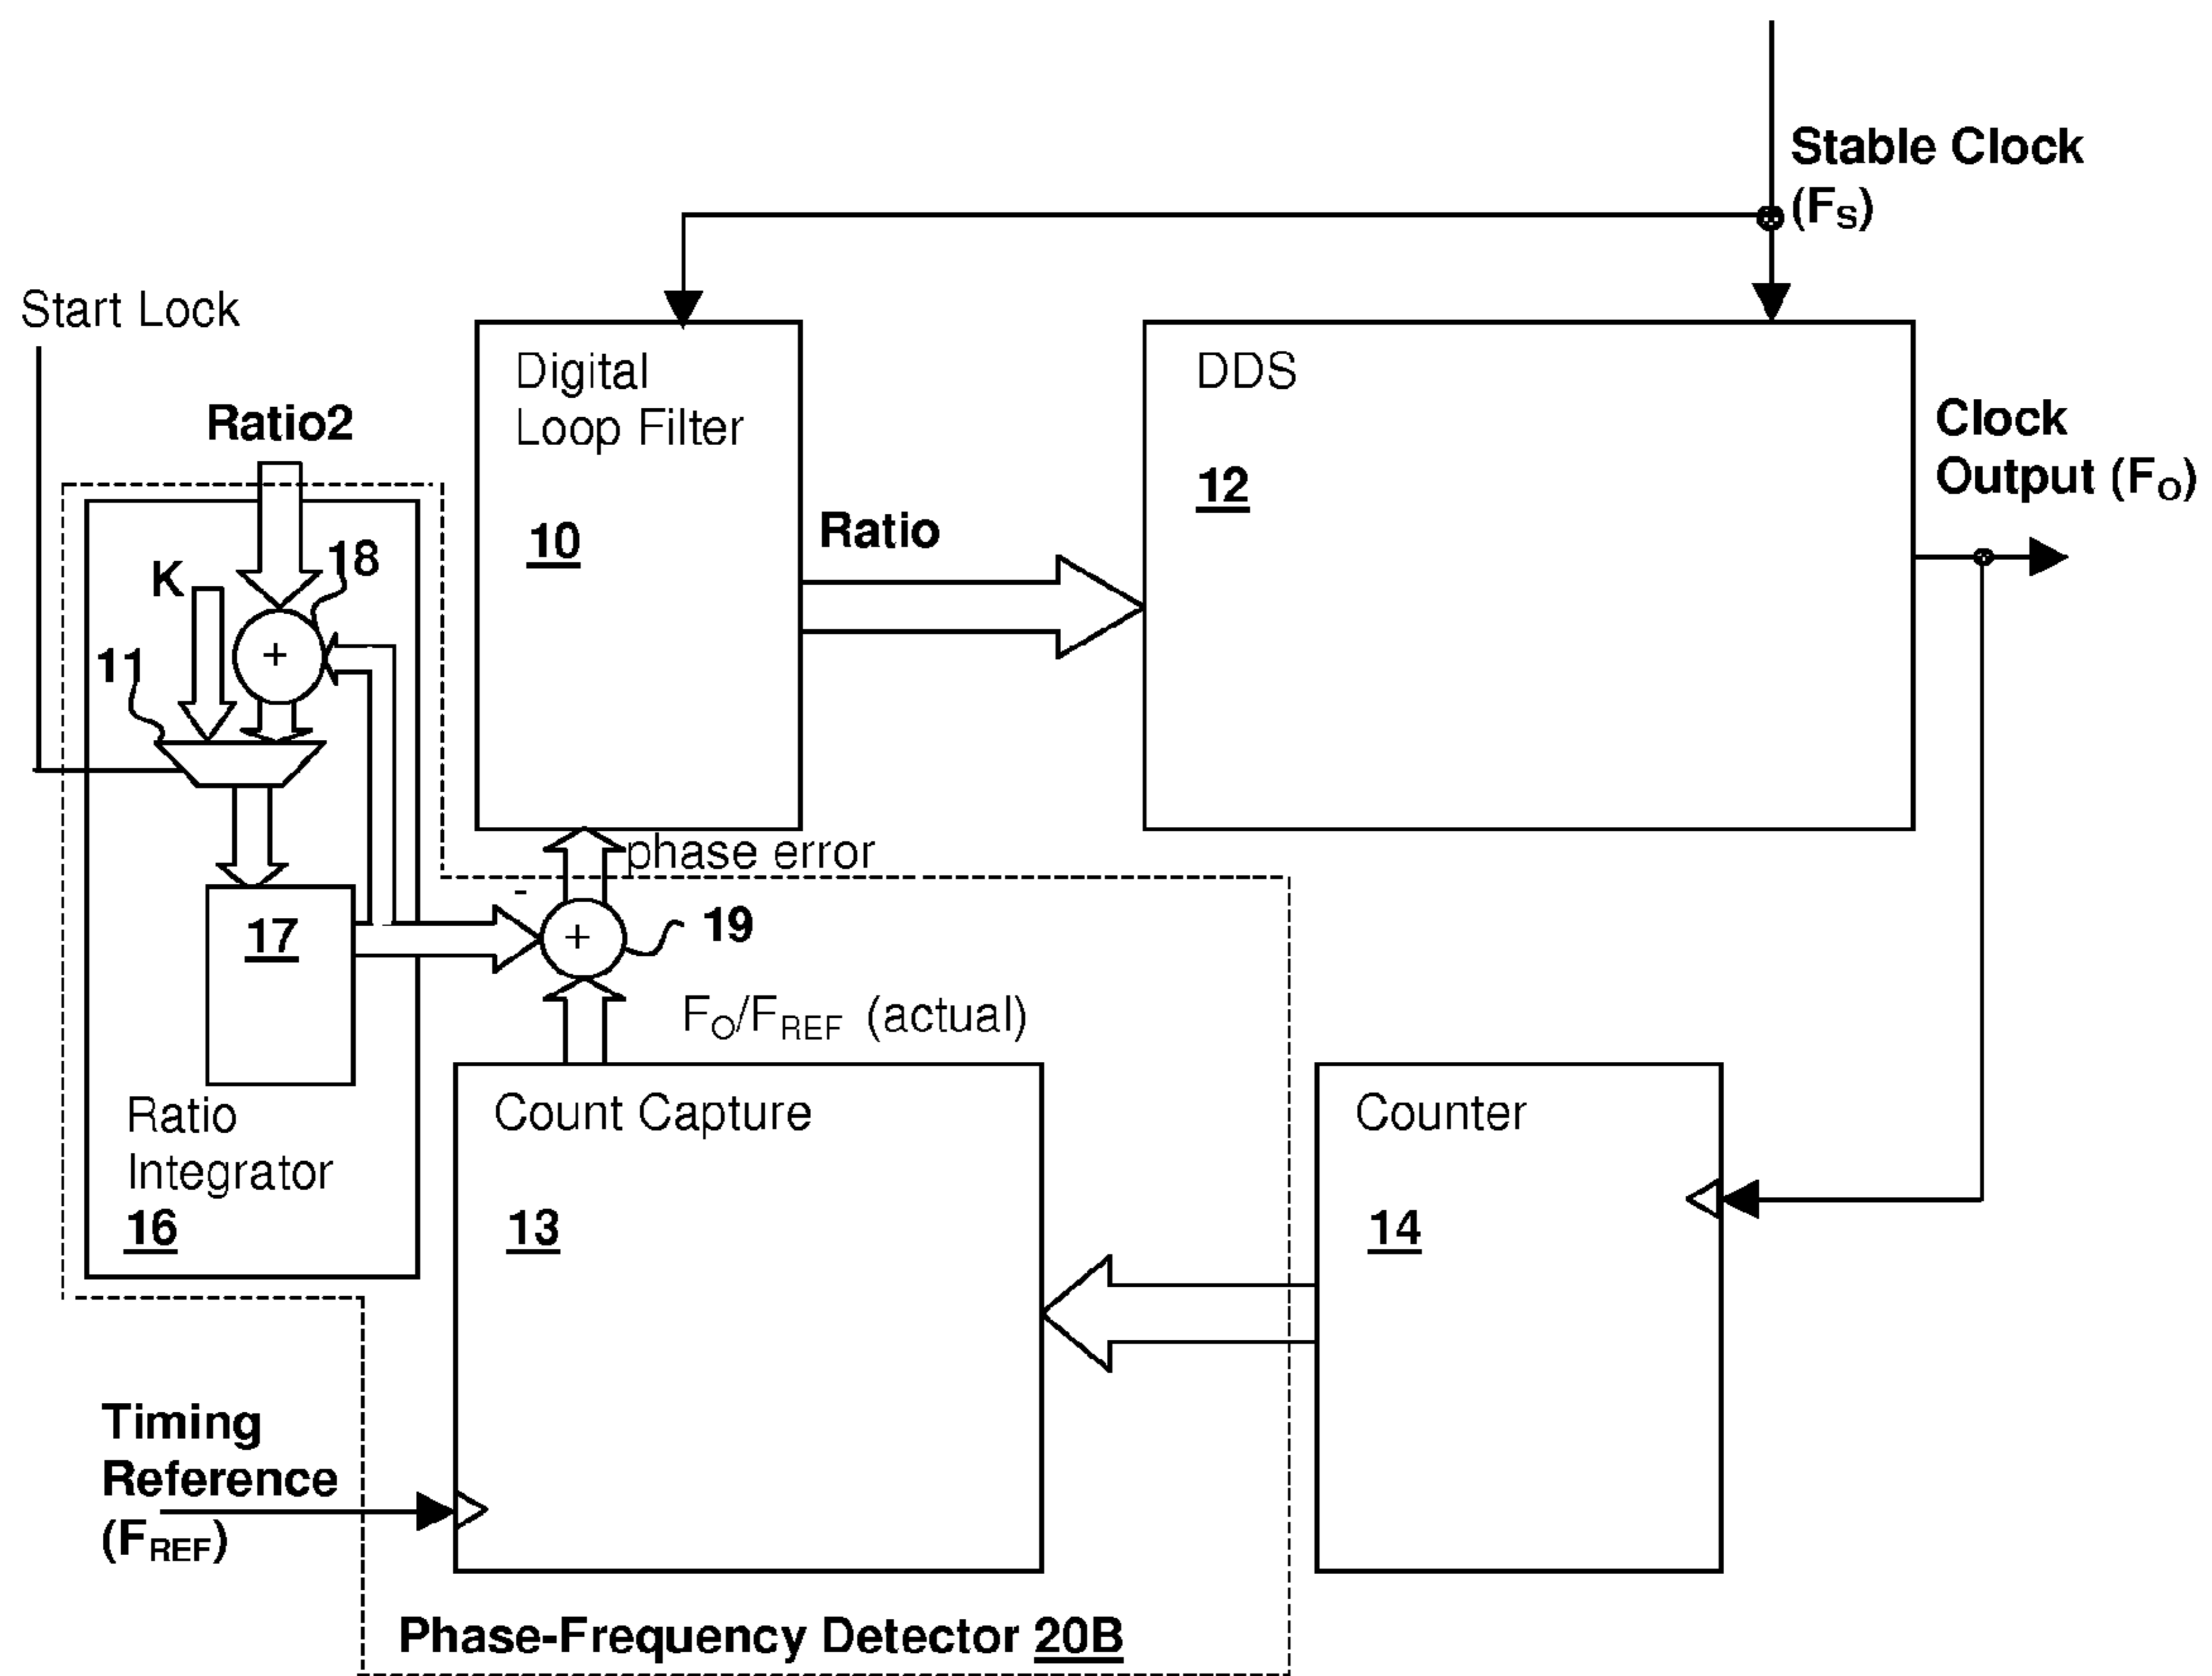 Stable Clock
(FS)
Start Lock
Digital
Loop Filter
10
DDS
12
Ratio
Clock
Output (FO)
Ratio2
K
18
+
11
phase error
-
17
+
19
FO/FREF (actual)
Ratio
Integrator
16
Count Capture
13
Counter
14
Timing
Reference
(FREF)
Phase-Frequency Detector 20B